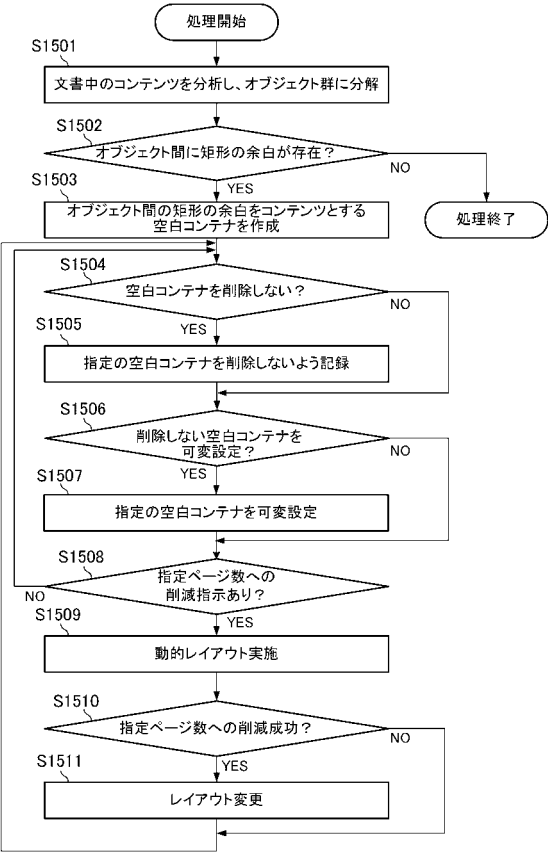 処理開始
S1501
文書中のコンテンツを分析し、オブジェクト群に分解
S1502
オブジェクト間に矩形の余白が存在？
NO
YES
処理終了
S1503
オブジェクト間の矩形の余白をコンテンツとする
空白コンテナを作成
S1504
空白コンテナを削除しない？
NO
YES
S1505
指定の空白コンテナを削除しないよう記録
S1506
削除しない空白コンテナを
可変設定？
NO
YES
S1507
指定の空白コンテナを可変設定
S1508
指定ページ数への
削減指示あり？
NO
YES
S1509
動的レイアウト実施
S1510
指定ページ数への削減成功？
NO
YES
S1511
レイアウト変更